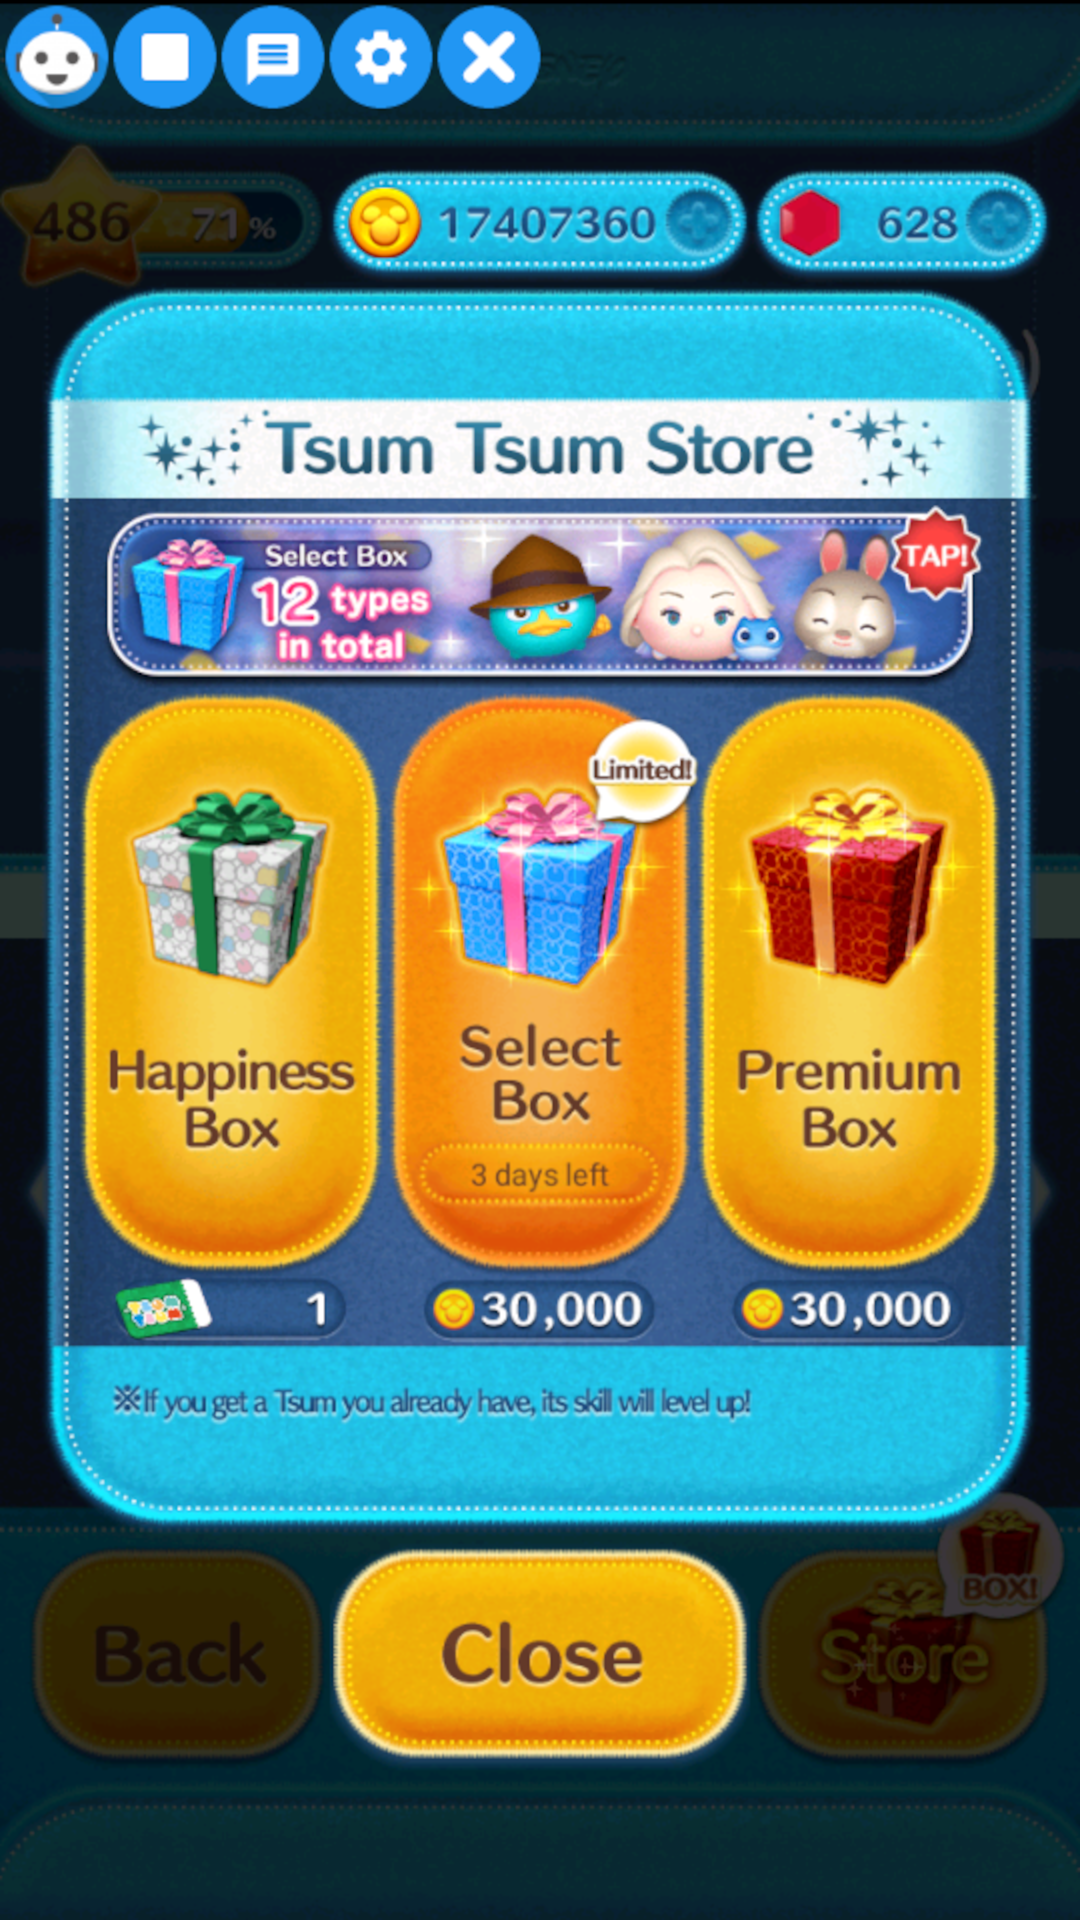 486 71% 17407360 628
Tsum Tsum Store
Select Box
12 types
in total
TAP!
Limited!
Happiness
Box
Select
Box
3 days left
Premium
Box
1
30,000
30,000
※If you get a Tsum you already have, its skill will level up!
BOX!
Back
Close
Store